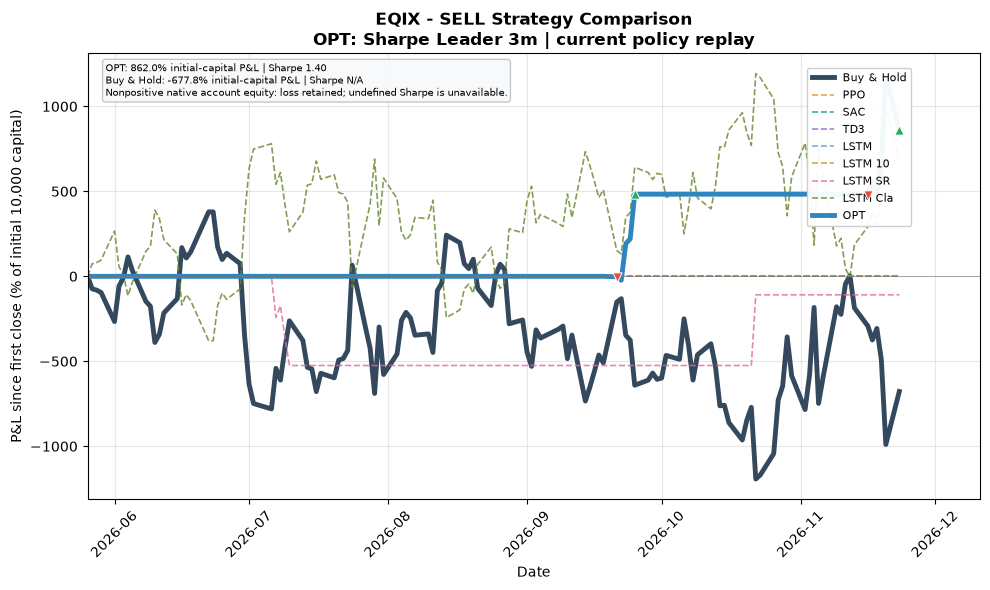 EQIX - SELL Strategy Comparison
OPT: Sharpe Leader 3m | current policy replay
OPT: 862.0% initial-capital P&L | Sharpe 1.40
Buy & Hold: -677.8% initial-capital P&L | Sharpe N/A
Nonpositive native account equity: loss retained; undefined Sharpe is unavailable.
Buy & Hold
PPO
SAC
TD3
LSTM
LSTM 10
LSTM SR
LSTM Cla
OPT
P&L since first close (% of initial 10,000 capital)
1000
500
0
−500
−1000
2026-06
2026-07
2026-08
2026-09
2026-10
2026-11
2026-12
Date